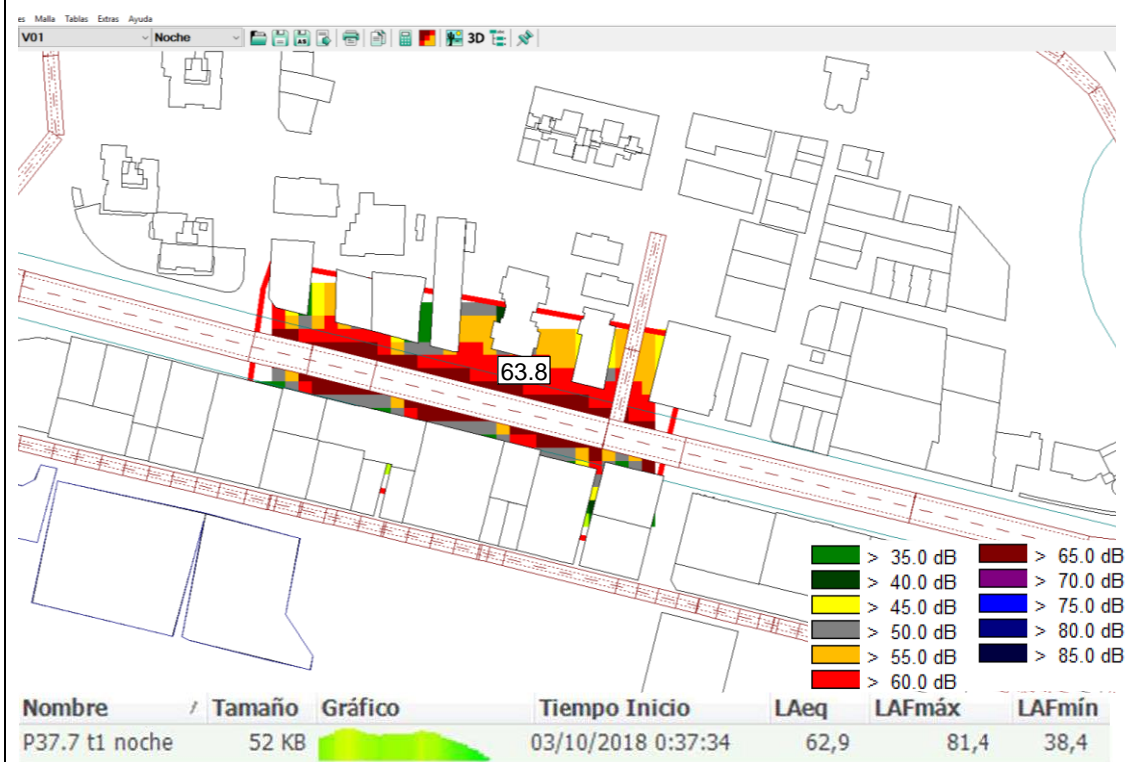 es Malla Tablas Extras Ayuda
V01 Noche AS 3D
63.8
> 35.0 dB > 65.0 dB
> 40.0 dB > 70.0 dB
> 45.0 dB > 75.0 dB
> 50.0 dB > 80.0 dB
> 55.0 dB > 85.0 dB
> 60.0 dB
Nombre / Tamaño Gráfico Tiempo Inicio LAeq LAFmáx LAFmín
P37.7 t1 noche 52 KB 03/10/2018 0:37:34 62,9 81,4 38,4